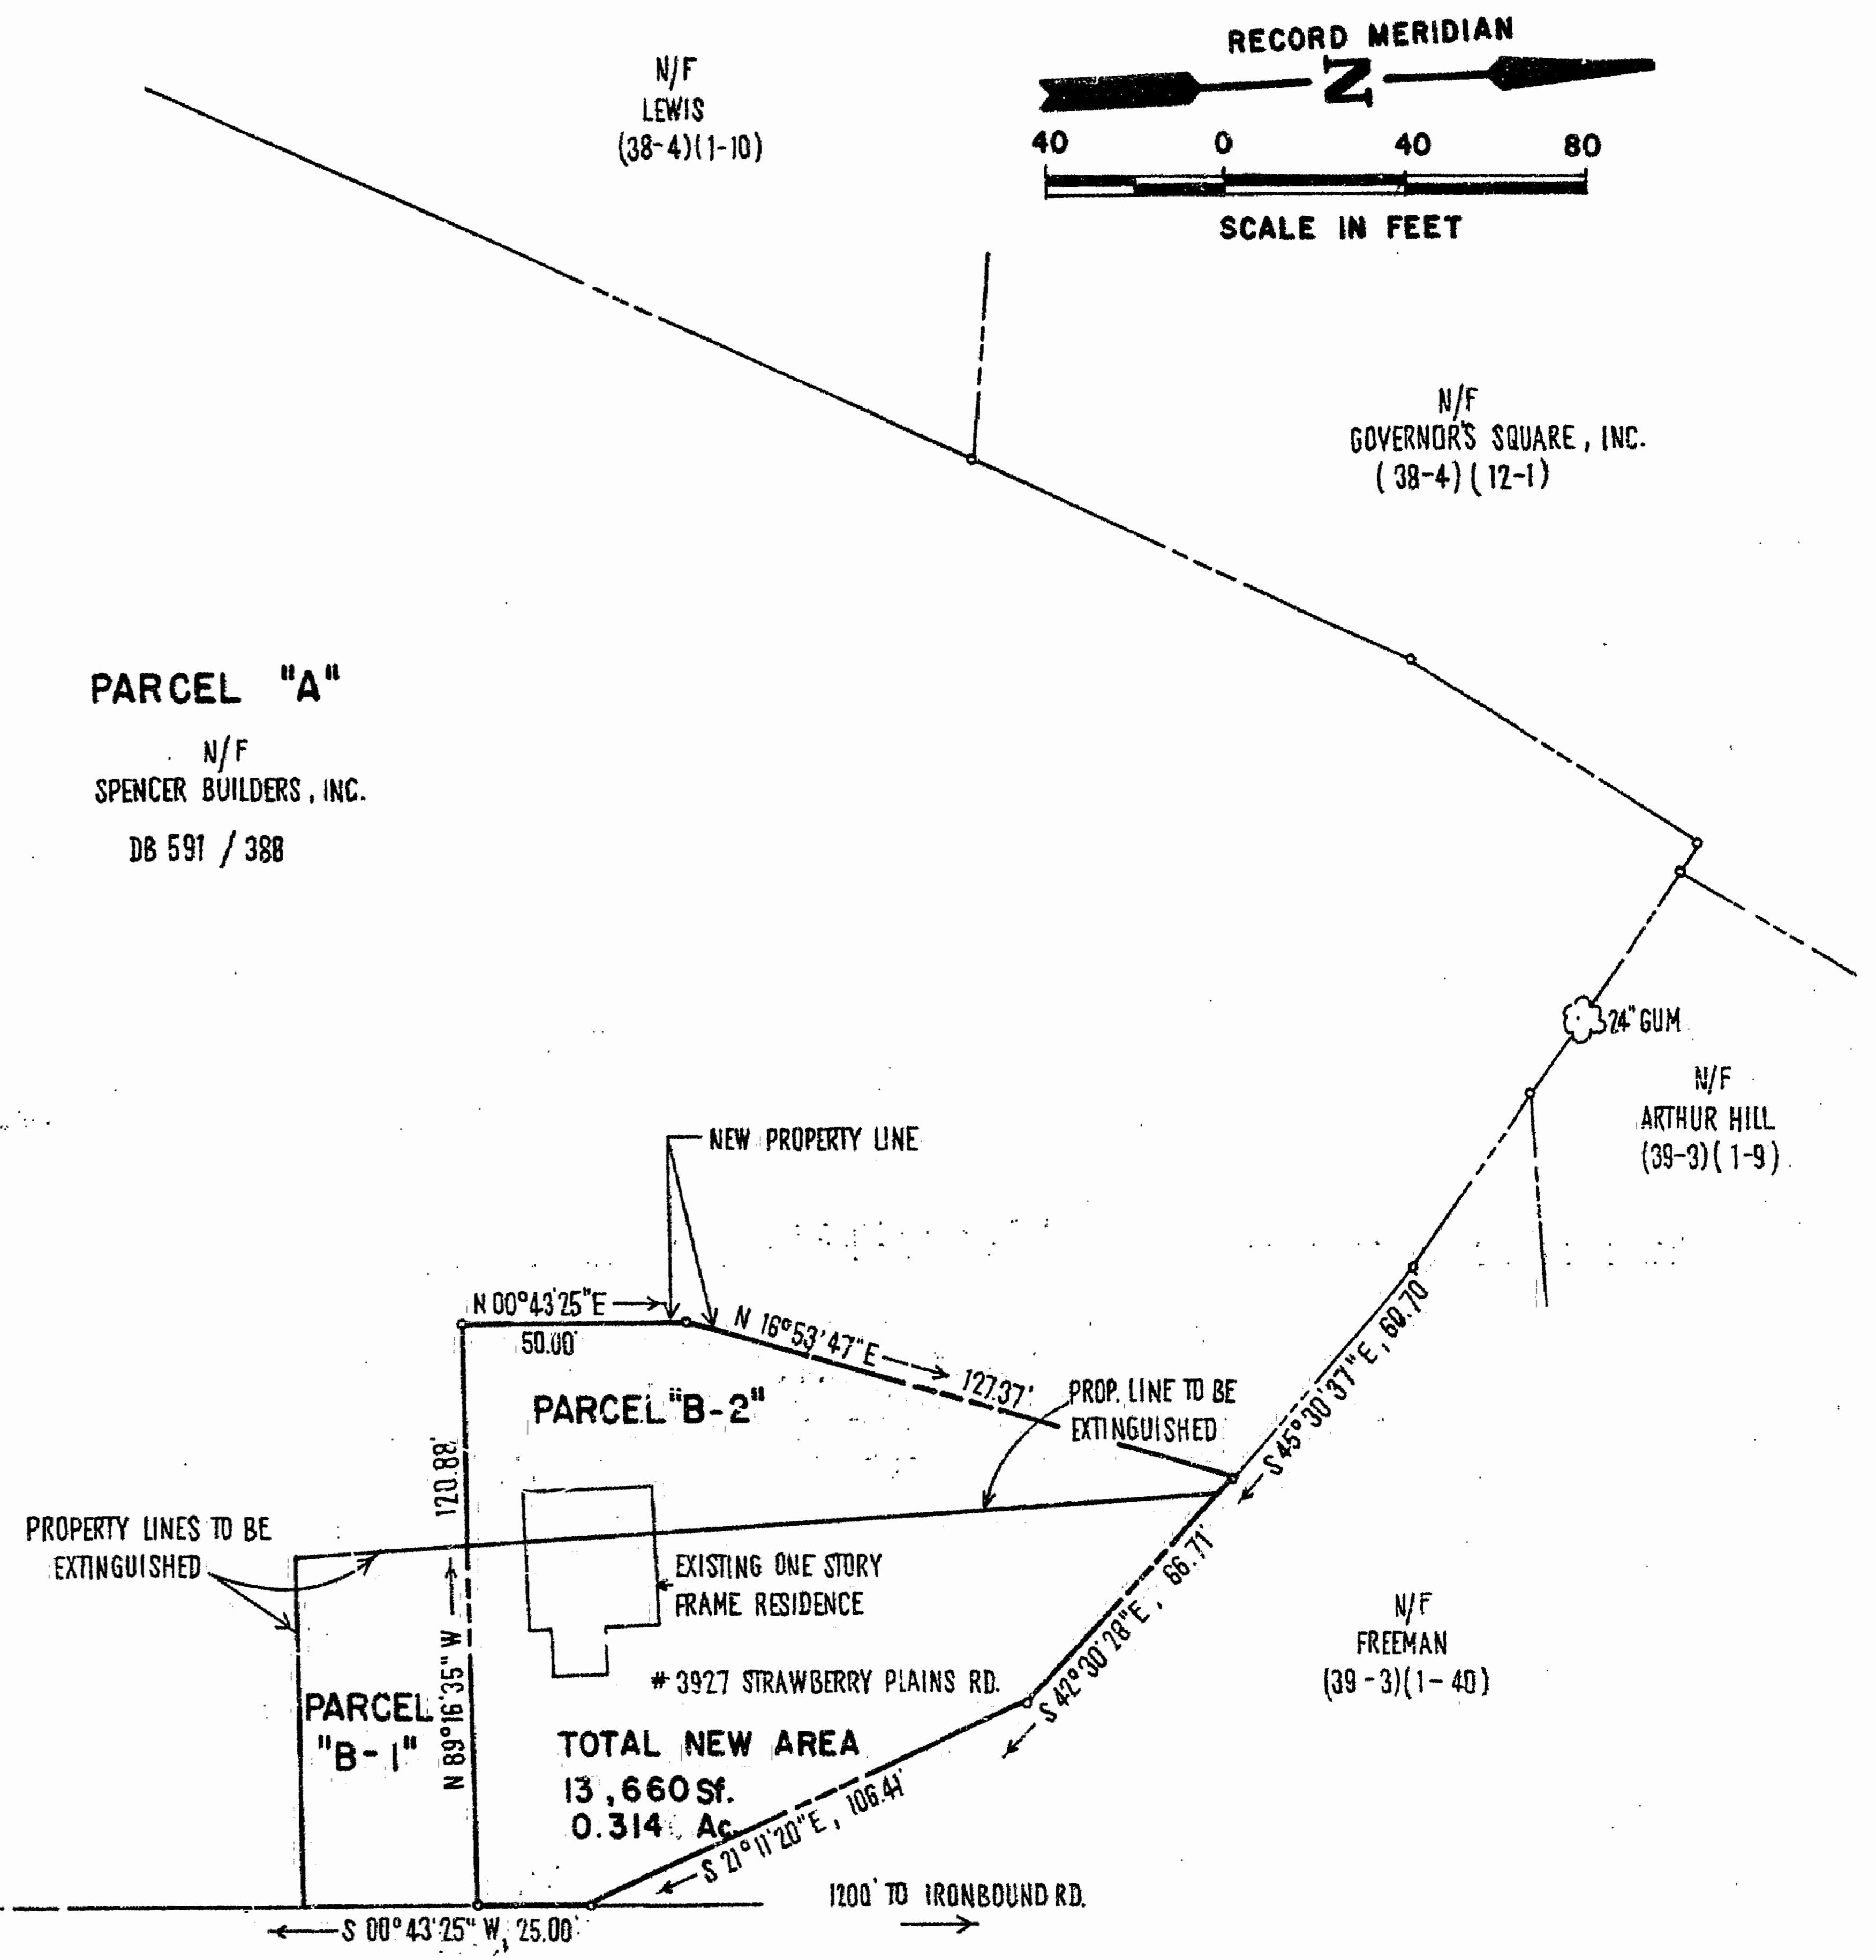 RECORD MERIDIAN
N
40 0 40 80
SCALE IN FEET
N/F
LEWIS
(38-4)(1-10)
N/F
GOVERNOR'S SQUARE, INC.
(38-4)(12-1)
PARCEL "A"
N/F
SPENCER BUILDERS, INC.
DB 591 / 388
24" GUM
N/F
ARTHUR HILL
(39-3)(1-9)
NEW PROPERTY LINE
N 00°43'25"E
50.00'
N 16°53'47"E
127.37'
PARCEL "B-2"
PROP. LINE TO BE
EXTINGUISHED
S 45°30'37"E, 60.70'
120.88'
N 89°16'35" W
PROPERTY LINES TO BE
EXTINGUISHED
EXISTING ONE STORY
FRAME RESIDENCE
S 42°30'28"E, 66.71'
N/F
FREEMAN
(39-3)(1-40)
# 3927 STRAWBERRY PLAINS RD.
PARCEL
"B-1"
TOTAL NEW AREA
13,660 Sf.
0.314 Ac.
S 21°11'20"E, 106.41'
1200' TO IRONBOUND RD.
S 00°43'25" W, 25.00'